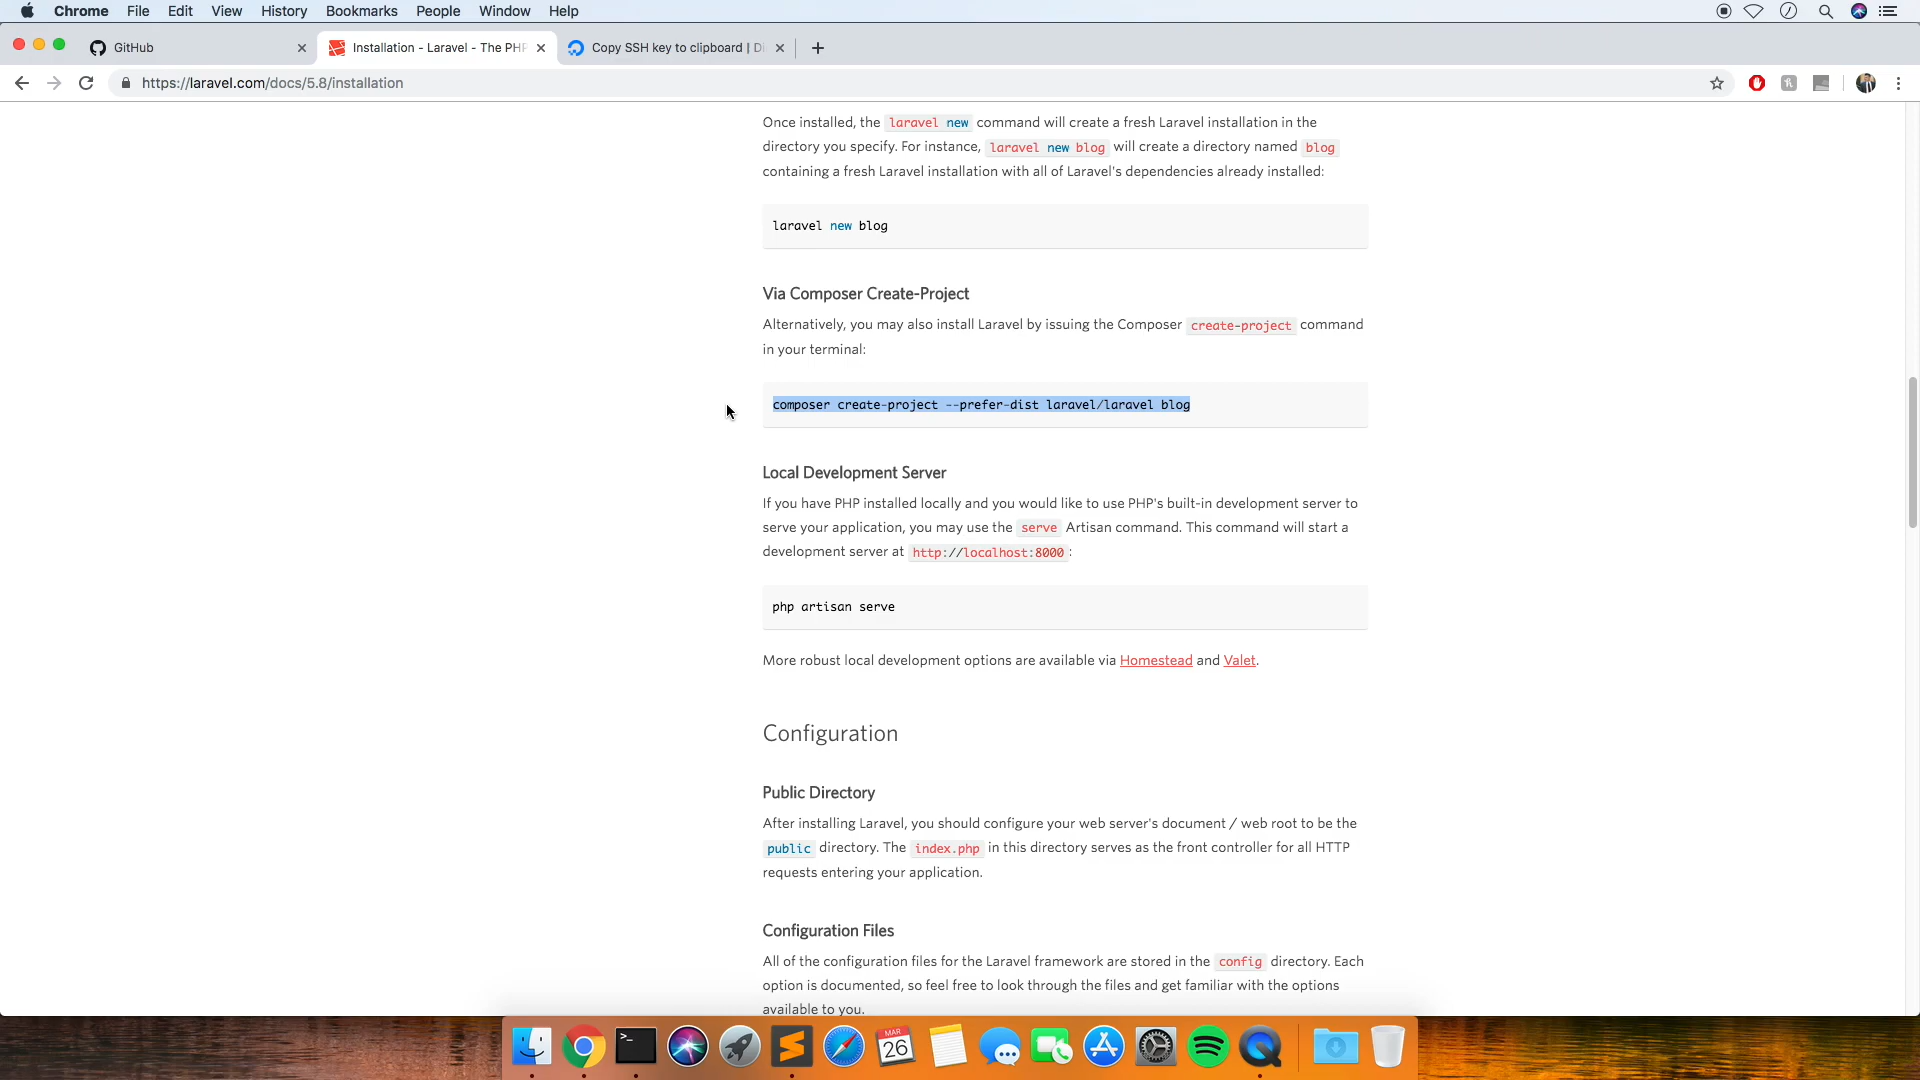 Chrome File Edit View History Bookmarks People Window Help
GitHub
Installation - Laravel - The PHP
Copy SSH key to clipboard | Di
https://laravel.com/docs/5.8/installation
Once installed, the laravel new command will create a fresh Laravel installation in the
directory you specify. For instance, laravel new blog will create a directory named blog
containing a fresh Laravel installation with all of Laravel's dependencies already installed:
laravel new blog
Via Composer Create-Project
Alternatively, you may also install Laravel by issuing the Composer create-project command
in your terminal:
composer create-project --prefer-dist laravel/laravel blog
Local Development Server
If you have PHP installed locally and you would like to use PHP's built-in development server to
serve your application, you may use the serve Artisan command. This command will start a
development server at http://localhost:8000:
php artisan serve
More robust local development options are available via Homestead and Valet.
Configuration
Public Directory
After installing Laravel, you should configure your web server's document / web root to be the
public directory. The index.php in this directory serves as the front controller for all HTTP
requests entering your application.
Configuration Files
All of the configuration files for the Laravel framework are stored in the config directory. Each
option is documented, so feel free to look through the files and get familiar with the options
available to you.
MAR
26